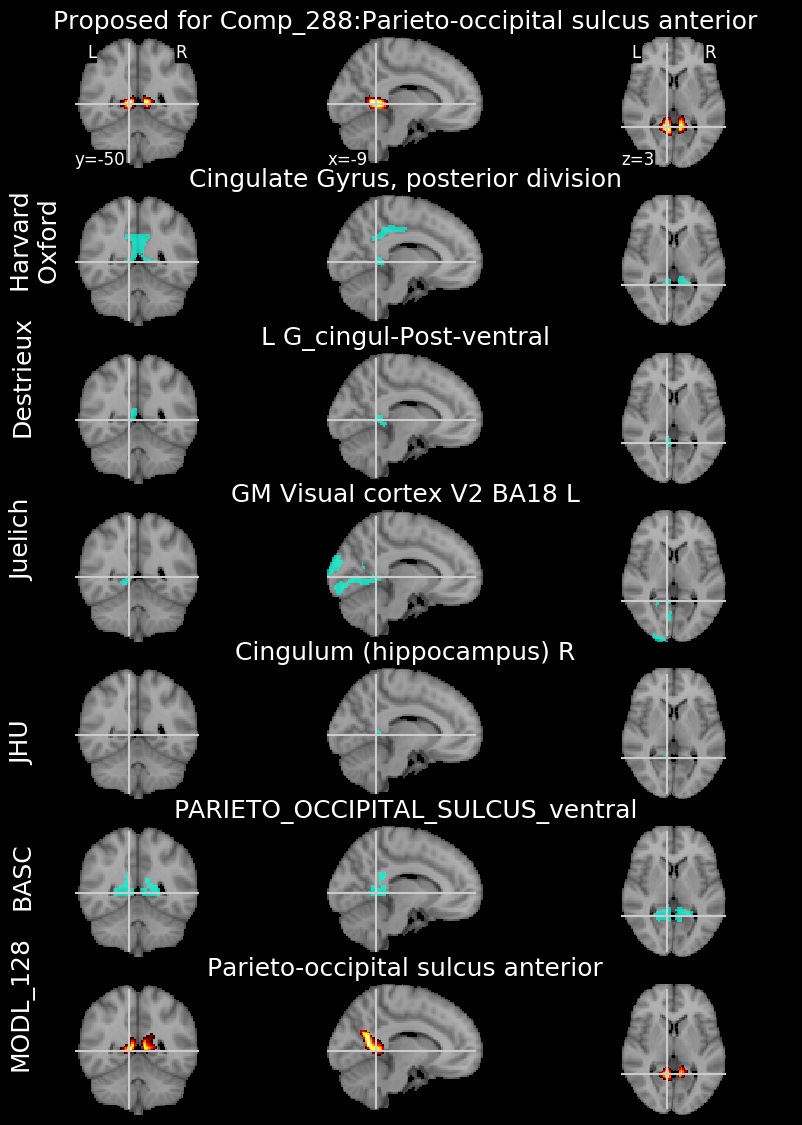 Proposed for Comp_288:Parieto-occipital sulcus anterior
L R L R
y=-50 x=-9 z=3
Cingulate Gyrus, posterior division
Harvard
Oxford
L G_cingul-Post-ventral
Destrieux
GM Visual cortex V2 BA18 L
Juelich
Cingulum (hippocampus) R
JHU
PARIETO_OCCIPITAL_SULCUS_ventral
BASC
Parieto-occipital sulcus anterior
MODL_128